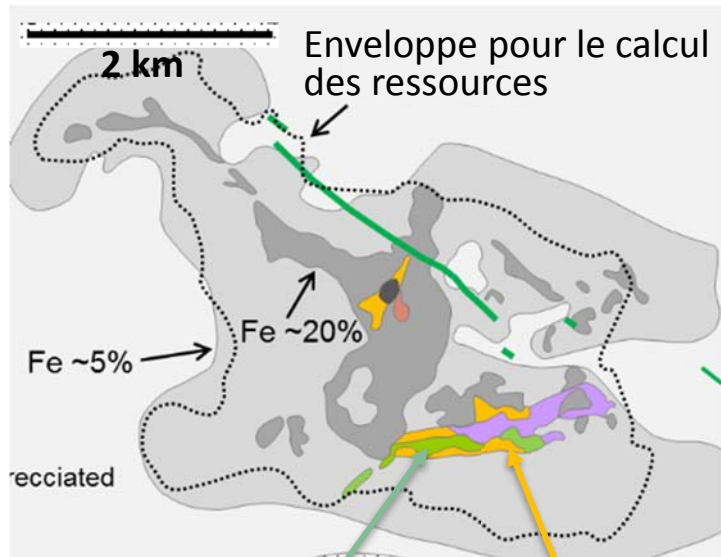 2 km
Enveloppe pour le calcul
des ressources
Fe ~20%
Fe ~5%
recciated